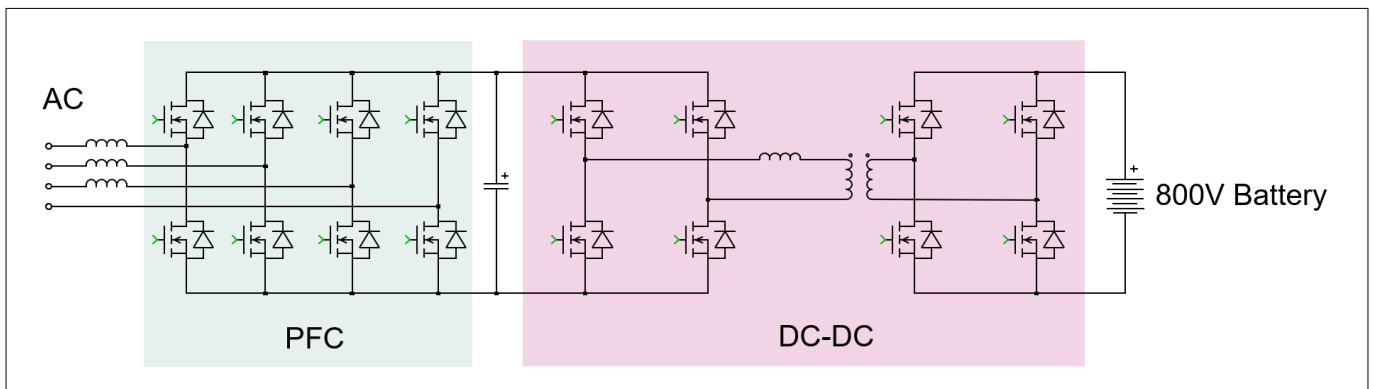 AC
+
+
800V Battery
PFC
DC-DC